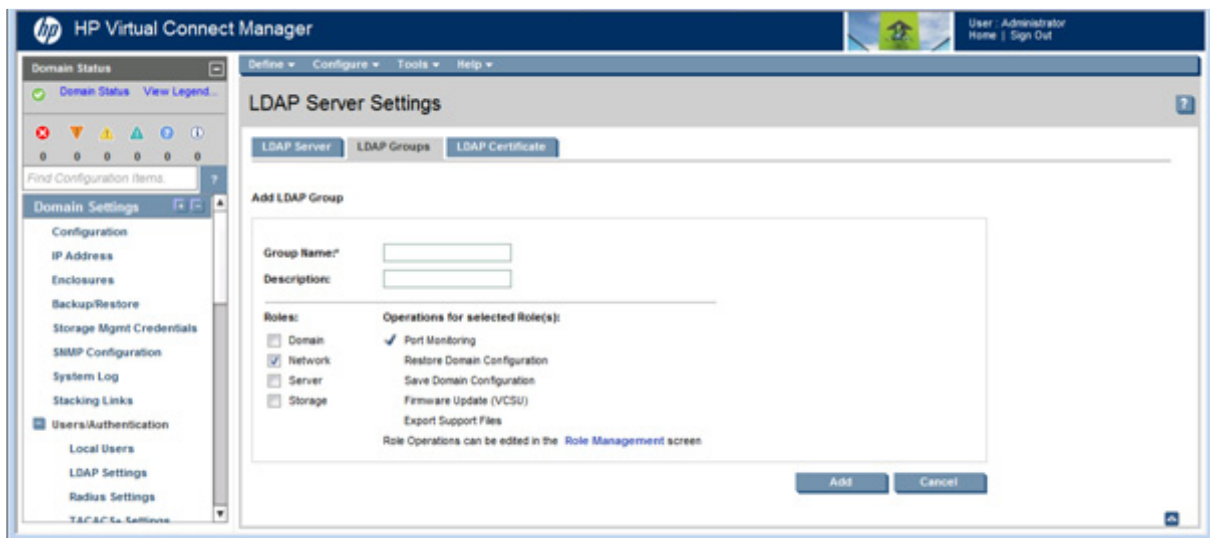 hp
HP Virtual Connect Manager
User : Administrator
Home | Sign Out
Domain Status
Domain Status View Legend...
0 0 0 0 0 0
Find Configuration Items.
?
Domain Settings
Configuration
IP Address
Enclosures
Backup/Restore
Storage Mgmt Credentials
SNMP Configuration
System Log
Stacking Links
Users/Authentication
Local Users
LDAP Settings
Radius Settings
TACACS+ Settings
Define Configure Tools Help
LDAP Server Settings
?
LDAP Server LDAP Groups LDAP Certificate
Add LDAP Group
Group Name:*
Description:
Roles: Operations for selected Role(s):
Domain Port Monitoring
Network Restore Domain Configuration
Server Save Domain Configuration
Storage Firmware Update (VCSU)
Export Support Files
Role Operations can be edited in the Role Management screen
Add Cancel